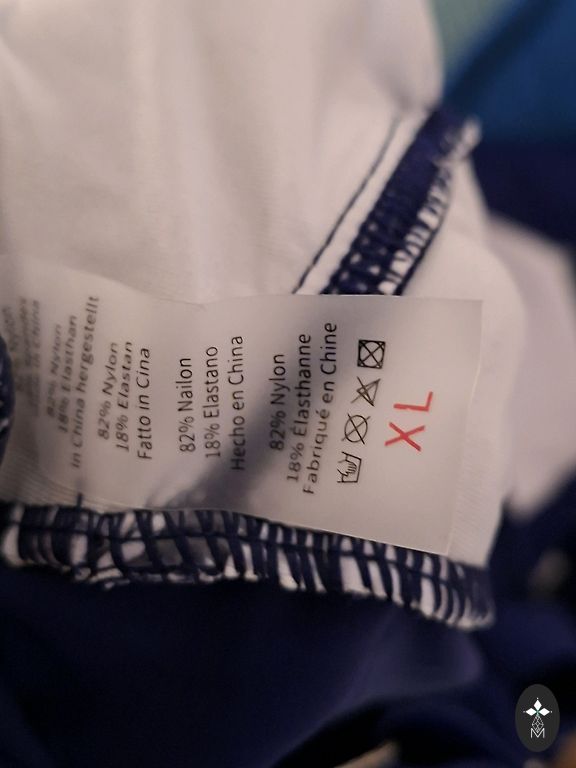 82% Nylon
18% Elasthan
in China hergestellt
82% Nylon
18% Elastan
Fatto in Cina
82% Nailon
18% Elastano
Hecho en China
82% Nylon
18% Élasthanne
Fabriqué en Chine
XL
M